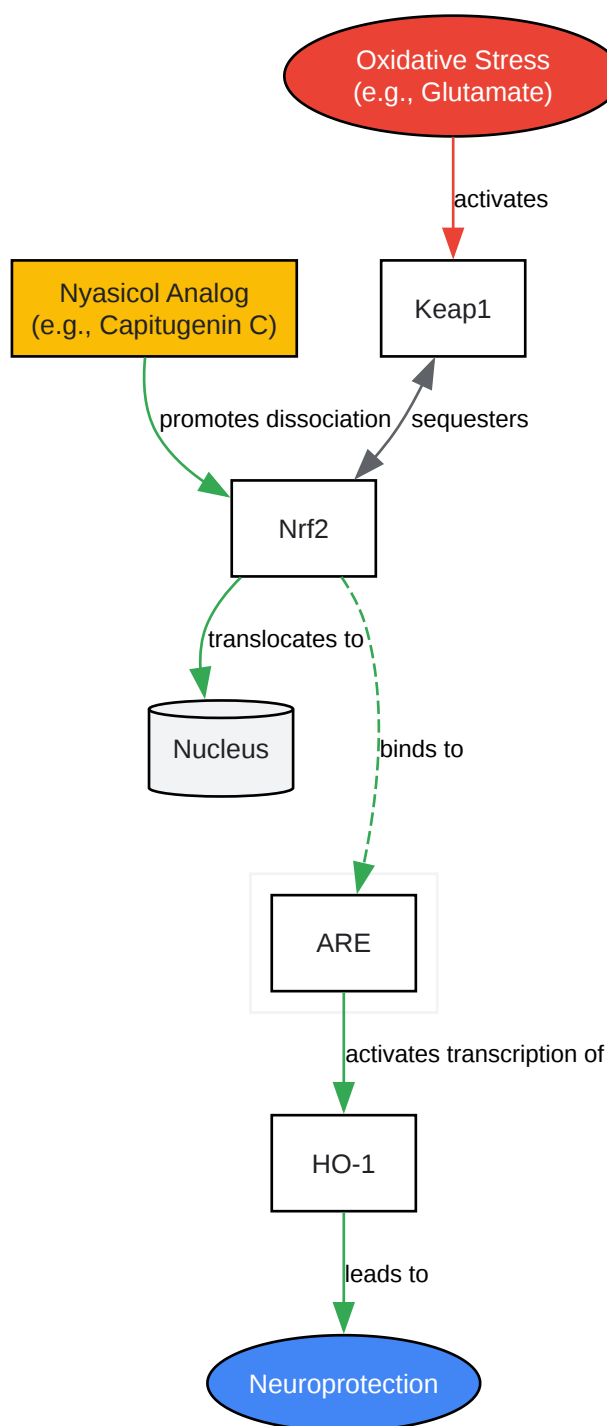 Oxidative Stress
(e.g., Glutamate)
activates
Nyasicol Analog
(e.g., Capitugenin C)
Keap1
promotes dissociation
sequesters
Nrf2
translocates to
Nucleus
binds to
ARE
activates transcription of
HO-1
leads to
Neuroprotection